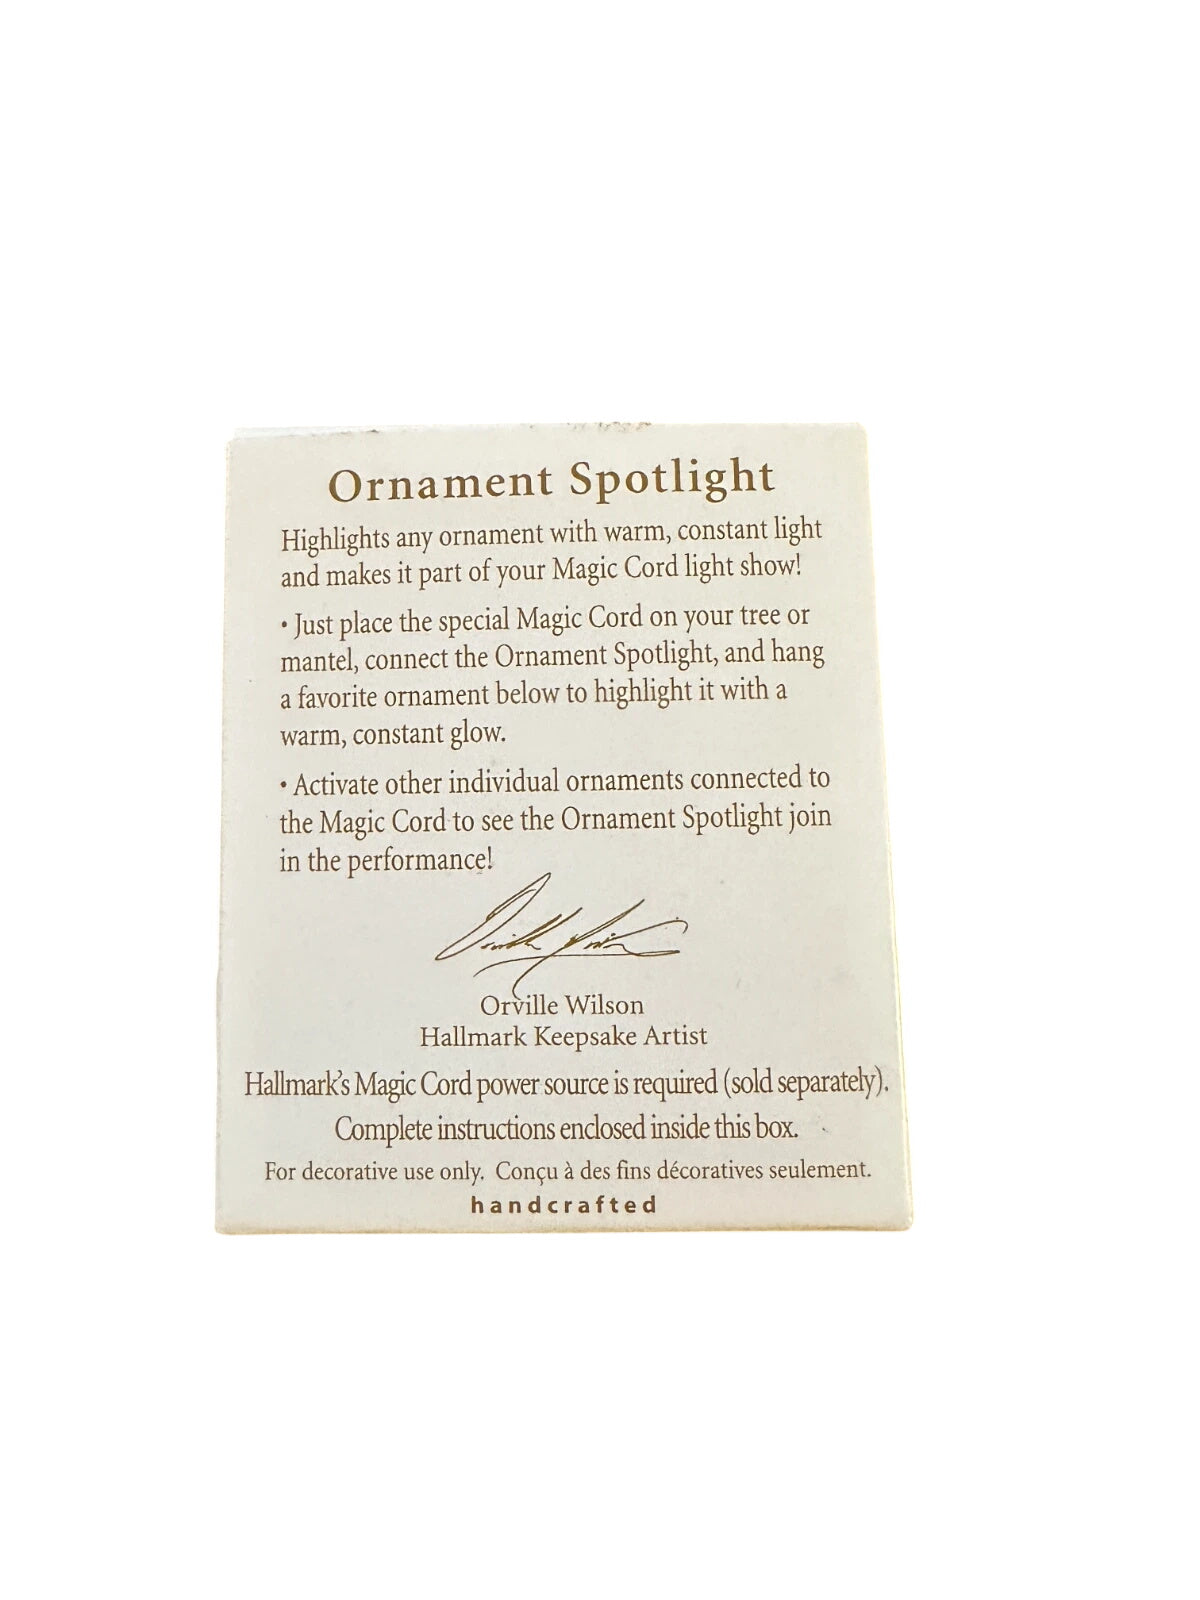 Ornament Spotlight
Highlights any ornament with warm, constant light
and makes it part of your Magic Cord light show!
• Just place the special Magic Cord on your tree or
mantel, connect the Ornament Spotlight, and hang
a favorite ornament below to highlight it with a
warm, constant glow.
• Activate other individual ornaments connected to
the Magic Cord to see the Ornament Spotlight join
in the performance!
Orville Wilson
Orville Wilson
Hallmark Keepsake Artist
Hallmark's Magic Cord power source is required (sold separately).
Complete instructions enclosed inside this box.
For decorative use only. Conçu à des fins décoratives seulement.
handcrafted